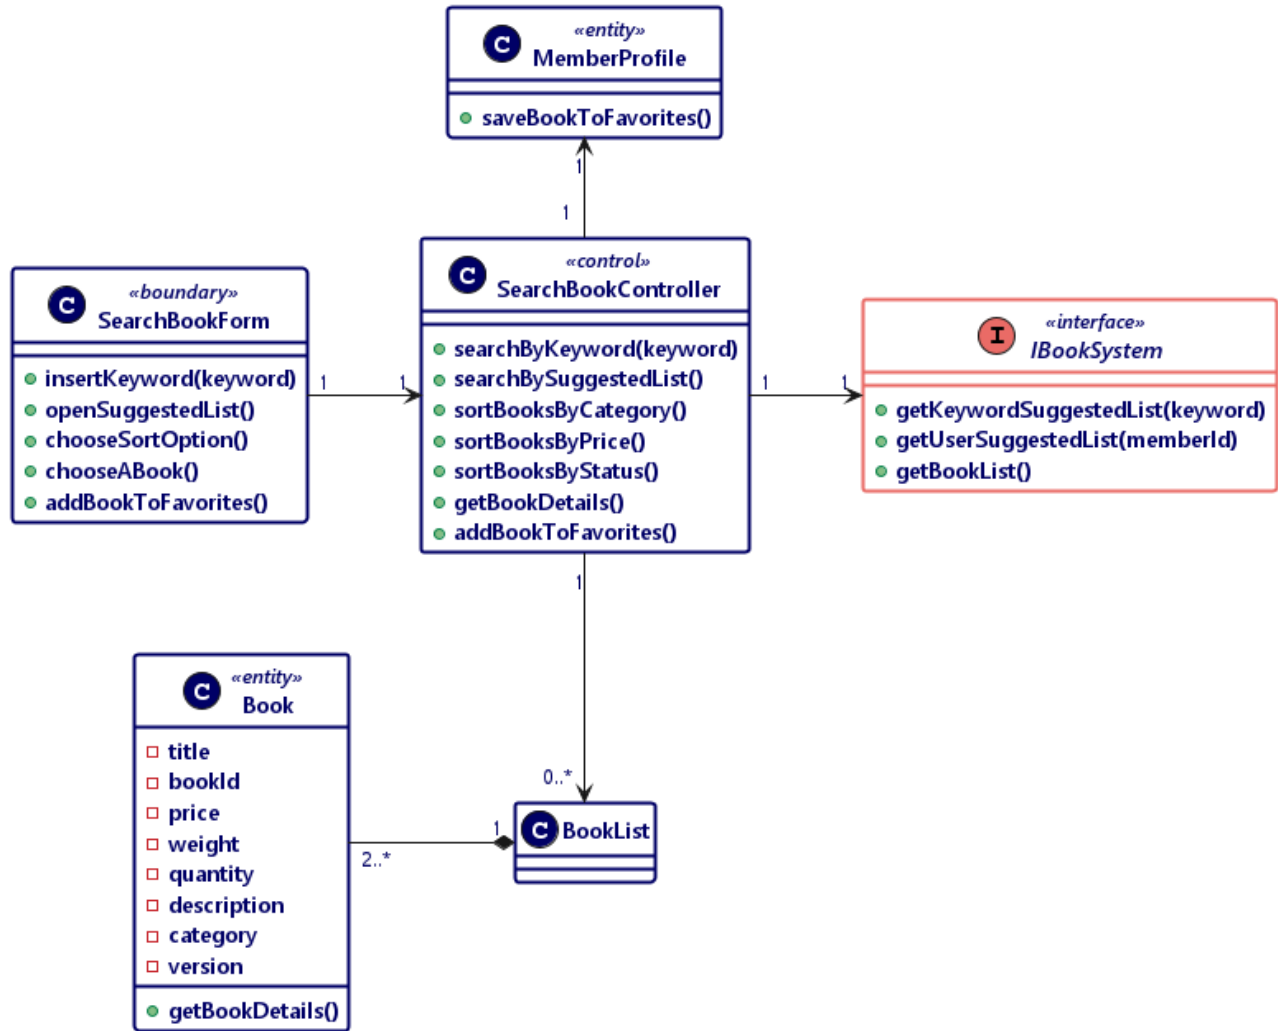 «entity»
C
MemberProfile
saveBookToFavorites()
1
1
«boundary»
C
SearchBookForm
insertKeyword(keyword)
openSuggestedList()
chooseSortOption()
chooseABook()
addBookToFavorites()
1
1
«control»
C
SearchBookController
searchByKeyword(keyword)
searchBySuggestedList()
sortBooksByCategory()
sortBooksByPrice()
sortBooksByStatus()
getBookDetails()
addBookToFavorites()
1
1
«interface»
I
IBookSystem
getKeywordSuggestedList(keyword)
getUserSuggestedList(memberId)
getBookList()
1
0..*
«entity»
C
Book
title
bookId
price
weight
quantity
description
category
version
getBookDetails()
2..*
1
C BookList